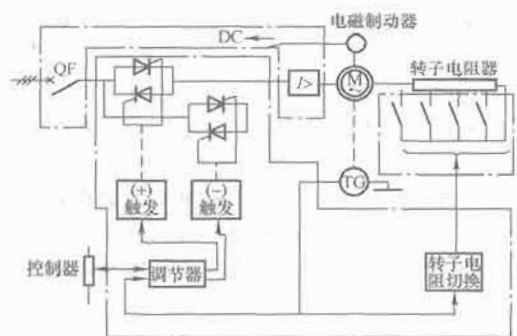 电磁制动器
DC
QF
I>
M
~
转子电阻器
TG
(+)
触发
(−)
触发
控制器
调节器
转子电
阻切换